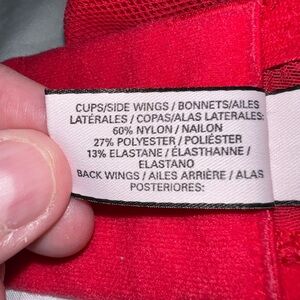 CUPS/SIDE WINGS / BONNETS/AILES
LATÉRALES / COPAS/ALAS LATERALES:
60% NYLON / NAILON
27% POLYESTER / POLIÉSTER
13% ELASTANE / ÉLASTHANNE /
ELASTANO
BACK WINGS / AILES ARRIÈRE / ALAS
POSTERIORES: